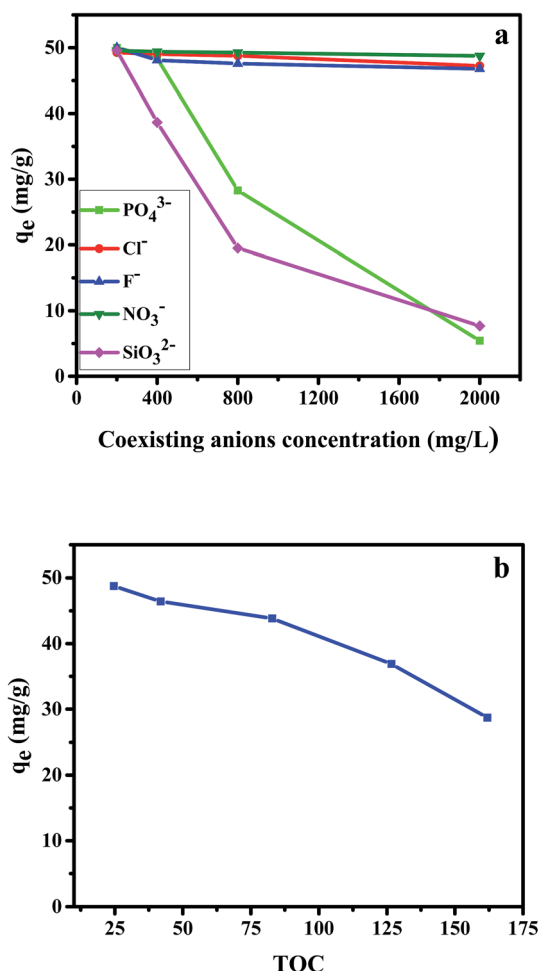 a
50
40
30
20
10
0
qe (mg/g)
PO₄³⁻
Cl⁻
F⁻
NO₃⁻
SiO₃²⁻
0 400 800 1200 1600 2000
Coexisting anions concentration (mg/L)
b
50
40
30
20
10
0
qe (mg/g)
25 50 75 100 125 150 175
TOC